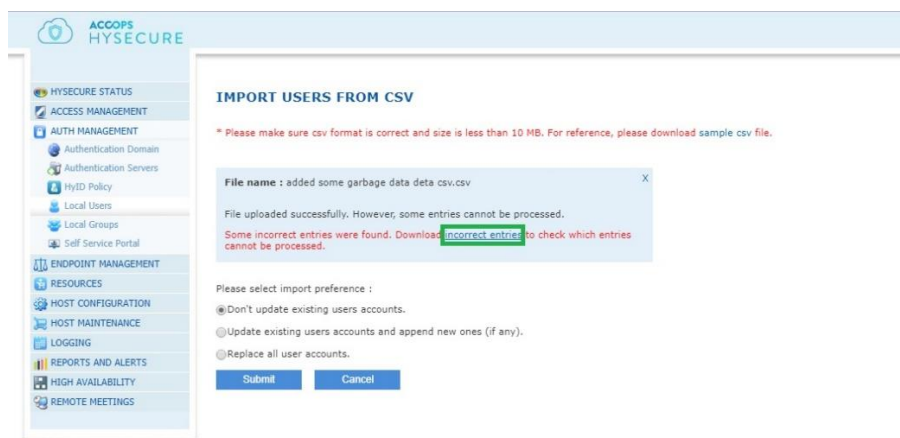 ACCOPS
HYSECURE
HYSECURE STATUS
ACCESS MANAGEMENT
AUTH MANAGEMENT
Authentication Domain
Authentication Servers
HyID Policy
Local Users
Local Groups
Self Service Portal
ENDPOINT MANAGEMENT
RESOURCES
HOST CONFIGURATION
HOST MAINTENANCE
LOGGING
REPORTS AND ALERTS
HIGH AVAILABILITY
REMOTE MEETINGS
IMPORT USERS FROM CSV
* Please make sure csv format is correct and size is less than 10 MB. For reference, please download sample csv file.
File name : added some garbage data deta csv.csv X
File uploaded successfully. However, some entries cannot be processed.
Some incorrect entries were found. Download incorrect entries to check which entries
cannot be processed.
Please select import preference :
Don't update existing users accounts.
Update existing users accounts and append new ones (if any).
Replace all user accounts.
Submit Cancel